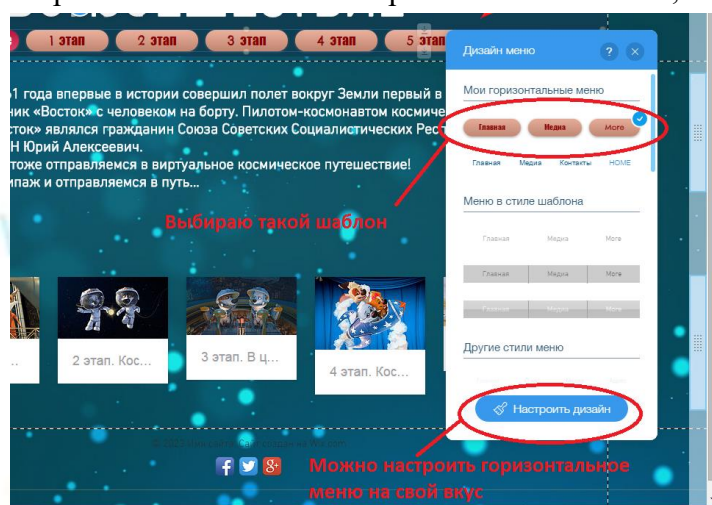 1 этап
2 этап
3 этап
4 этап
5 этап
1 года впервые в истории совершил полет вокруг Земли первый в
ник «Восток» с человеком на борту. Пилотом-космонавтом космиче
сток» являлся гражданин Союза Советских Социалистических Рес
Н Юрий Алексеевич.
тоже отправляемся в виртуальное космическое путешествие!
ипаж и отправляемся в путь...
Выбираю такой шаблон
..
2 этап. Кос...
3 этап. В ц...
4 этап. Кос...
Можно настроить горизонтальное
меню на свой вкус
Дизайн меню
?
Мои горизонтальные меню
Главная Медиа More
Главная Медиа Контакты HOME
Меню в стиле шаблона
Главная Медиа More
Главная Медиа More
Главная Медиа More
Другие стили меню
Настроить дизайн